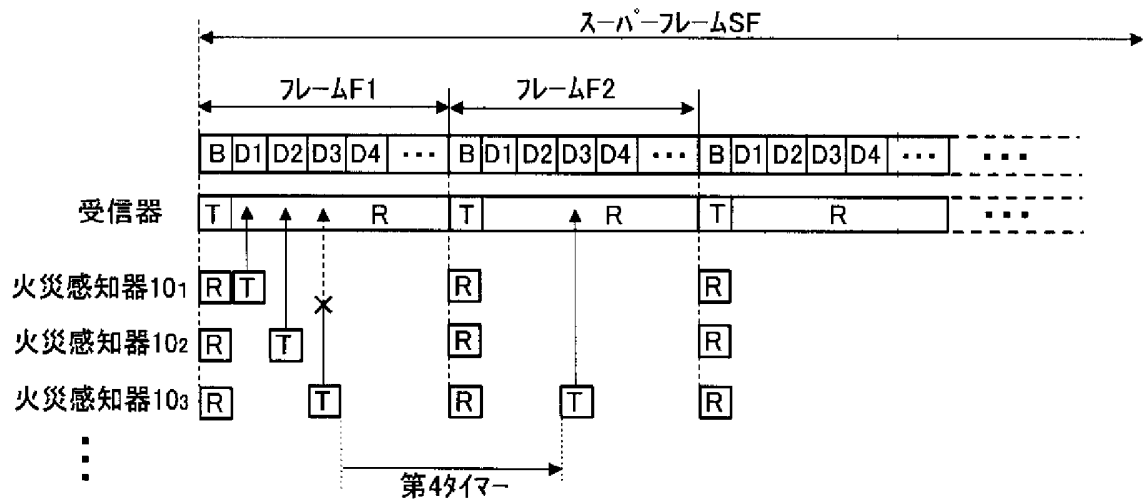 スーパーフレームSF
フレームF1 フレームF2
B D1 D2 D3 D4 ・・・ B D1 D2 D3 D4 ・・・ B D1 D2 D3 D4 ・・・ ・・・
受信器 T R T R T R ・・・
火災感知器10₁ R T R R
火災感知器10₂ R T R R
火災感知器10₃ R T R T R
第4タイマー